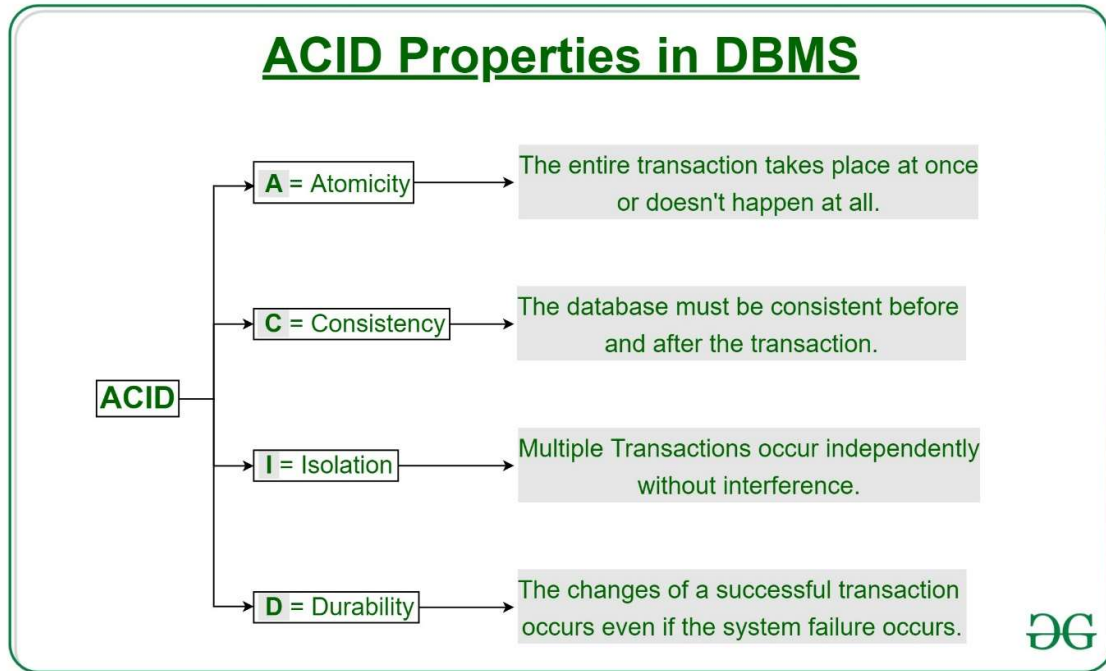 ACID Properties in DBMS
A = Atomicity
The entire transaction takes place at once
or doesn't happen at all.
C = Consistency
The database must be consistent before
and after the transaction.
ACID
I = Isolation
Multiple Transactions occur independently
without interference.
D = Durability
The changes of a successful transaction
occurs even if the system failure occurs.